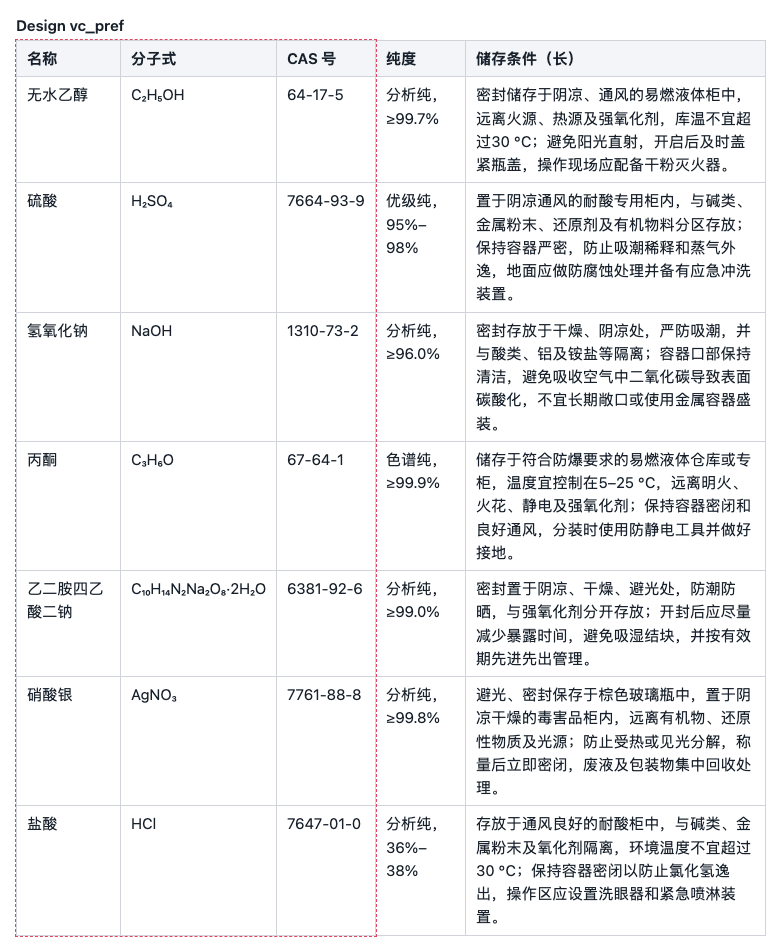 Design vc_pref
名称 分子式 CAS 号 纯度 储存条件（长）
无水乙醇 C₂H₅OH 64-17-5 分析纯， 密封储存于阴凉、通风的易燃液体柜中，
≥99.7% 远离火源、热源及强氧化剂，库温不宜超
过30 °C；避免阳光直射，开启后及时盖
紧瓶盖，操作现场应配备干粉灭火器。
硫酸 H₂SO₄ 7664-93-9 优级纯， 置于阴凉通风的耐酸专用柜内，与碱类、
95%– 金属粉末、还原剂及有机物料分区存放；
98% 保持容器严密，防止吸潮稀释和蒸气外
逸，地面应做防腐蚀处理并备有应急冲洗
装置。
氢氧化钠 NaOH 1310-73-2 分析纯， 密封存放于干燥、阴凉处，严防吸潮，并
≥96.0% 与酸类、铝及铵盐等隔离；容器口部保持
清洁，避免吸收空气中二氧化碳导致表面
碳酸化，不宜长期敞口或使用金属容器盛
装。
丙酮 C₃H₆O 67-64-1 色谱纯， 储存于符合防爆要求的易燃液体仓库或专
≥99.9% 柜，温度宜控制在5–25 °C，远离明火、
火花、静电及强氧化剂；保持容器密闭和
良好通风，分装时使用防静电工具并做好
接地。
乙二胺四乙 C₁₀H₁₄N₂Na₂O₈·2H₂O 6381-92-6 分析纯， 密封置于阴凉、干燥、避光处，防潮防
酸二钠 ≥99.0% 晒，与强氧化剂分开存放；开封后应尽量
减少暴露时间，避免吸湿结块，并按有效
期先进先出管理。
硝酸银 AgNO₃ 7761-88-8 分析纯， 避光、密封保存于棕色玻璃瓶中，置于阴
≥99.8% 凉干燥的毒害品柜内，远离有机物、还原
性物质及光源；防止受热或见光分解，称
量后立即密闭，废液及包装物集中回收处
理。
盐酸 HCl 7647-01-0 分析纯， 存放于通风良好的耐酸柜中，与碱类、金
36%– 属粉末及氧化剂隔离，环境温度不宜超过
38% 30 °C；保持容器密闭以防止氯化氢逸
出，操作区应设置洗眼器和紧急喷淋装
置。